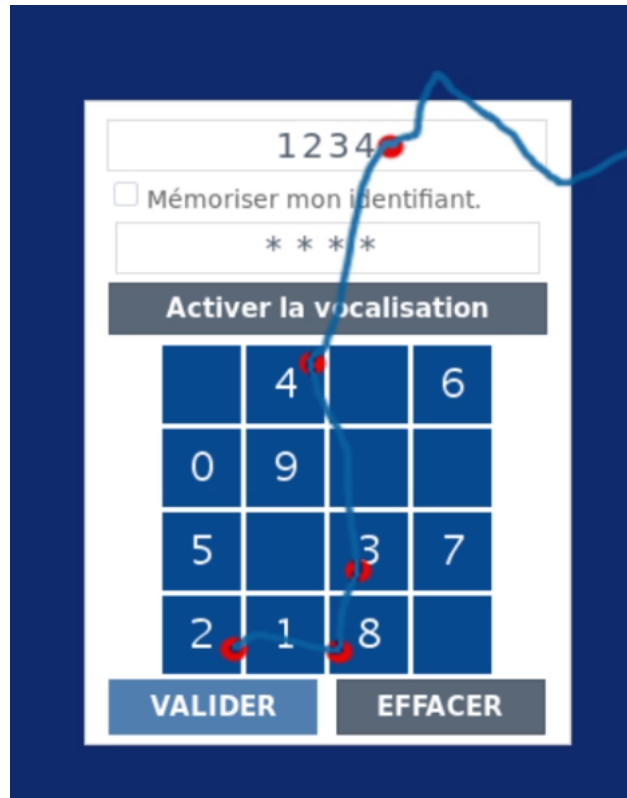 1234
Mémoriser mon identifiant.
* * * *
Activer la vocalisation
4 6
0 9
5 3 7
2 1 8
VALIDER EFFACER